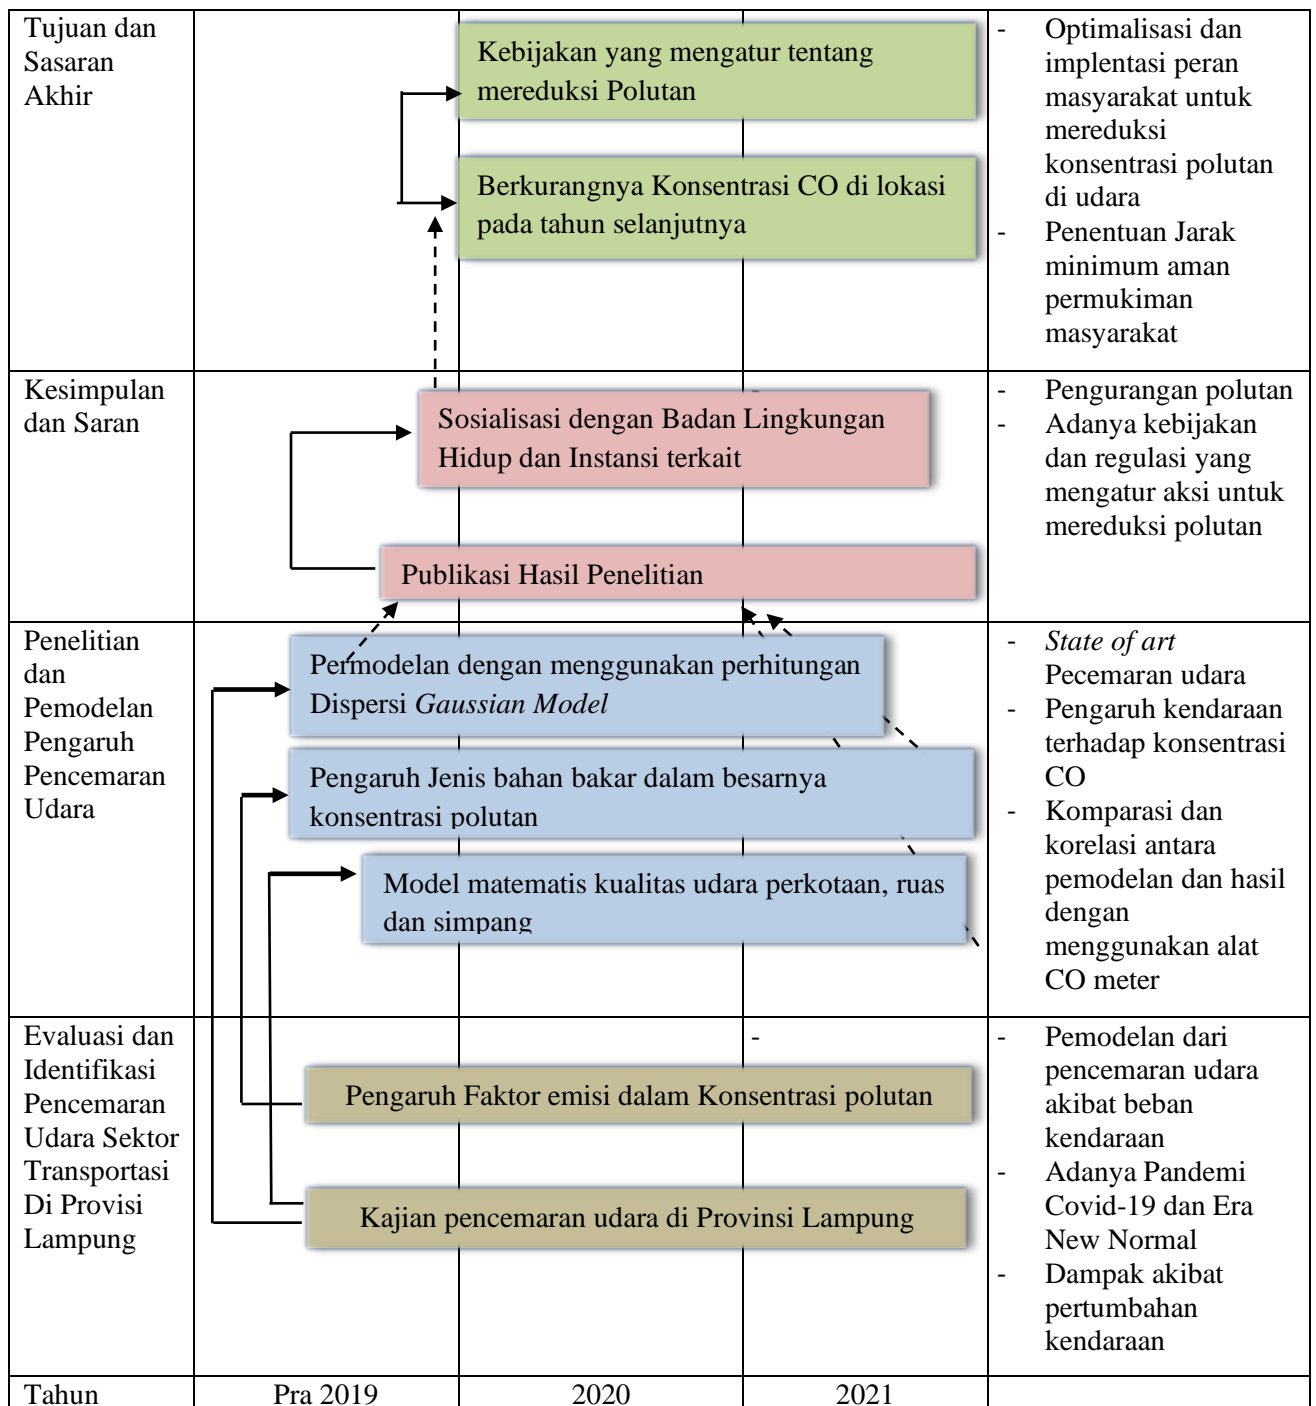 Tujuan dan
Sasaran
Akhir
Kebijakan yang mengatur tentang
mereduksi Polutan
Berkurangnya Konsentrasi CO di lokasi
pada tahun selanjutnya
- Optimalisasi dan
implentasi peran
masyarakat untuk
mereduksi
konsentrasi polutan
di udara
- Penentuan Jarak
minimum aman
permukiman
masyarakat
Kesimpulan
dan Saran
-
Sosialisasi dengan Badan Lingkungan
Hidup dan Instansi terkait
Publikasi Hasil Penelitian
- Pengurangan polutan
- Adanya kebijakan
dan regulasi yang
mengatur aksi untuk
mereduksi polutan
Penelitian
dan
Pemodelan
Pengaruh
Pencemaran
Udara
Permodelan dengan menggunakan perhitungan
Dispersi Gaussian Model
Pengaruh Jenis bahan bakar dalam besarnya
konsentrasi polutan
Model matematis kualitas udara perkotaan, ruas
dan simpang
- State of art
Pecemaran udara
- Pengaruh kendaraan
terhadap konsentrasi
CO
- Komparasi dan
korelasi antara
pemodelan dan hasil
dengan
menggunakan alat
CO meter
Evaluasi dan
Identifikasi
Pencemaran
Udara Sektor
Transportasi
Di Provisi
Lampung
-
Pengaruh Faktor emisi dalam Konsentrasi polutan
Kajian pencemaran udara di Provinsi Lampung
- Pemodelan dari
pencemaran udara
akibat beban
kendaraan
- Adanya Pandemi
Covid-19 dan Era
New Normal
- Dampak akibat
pertumbuhan
kendaraan
Tahun Pra 2019 2020 2021